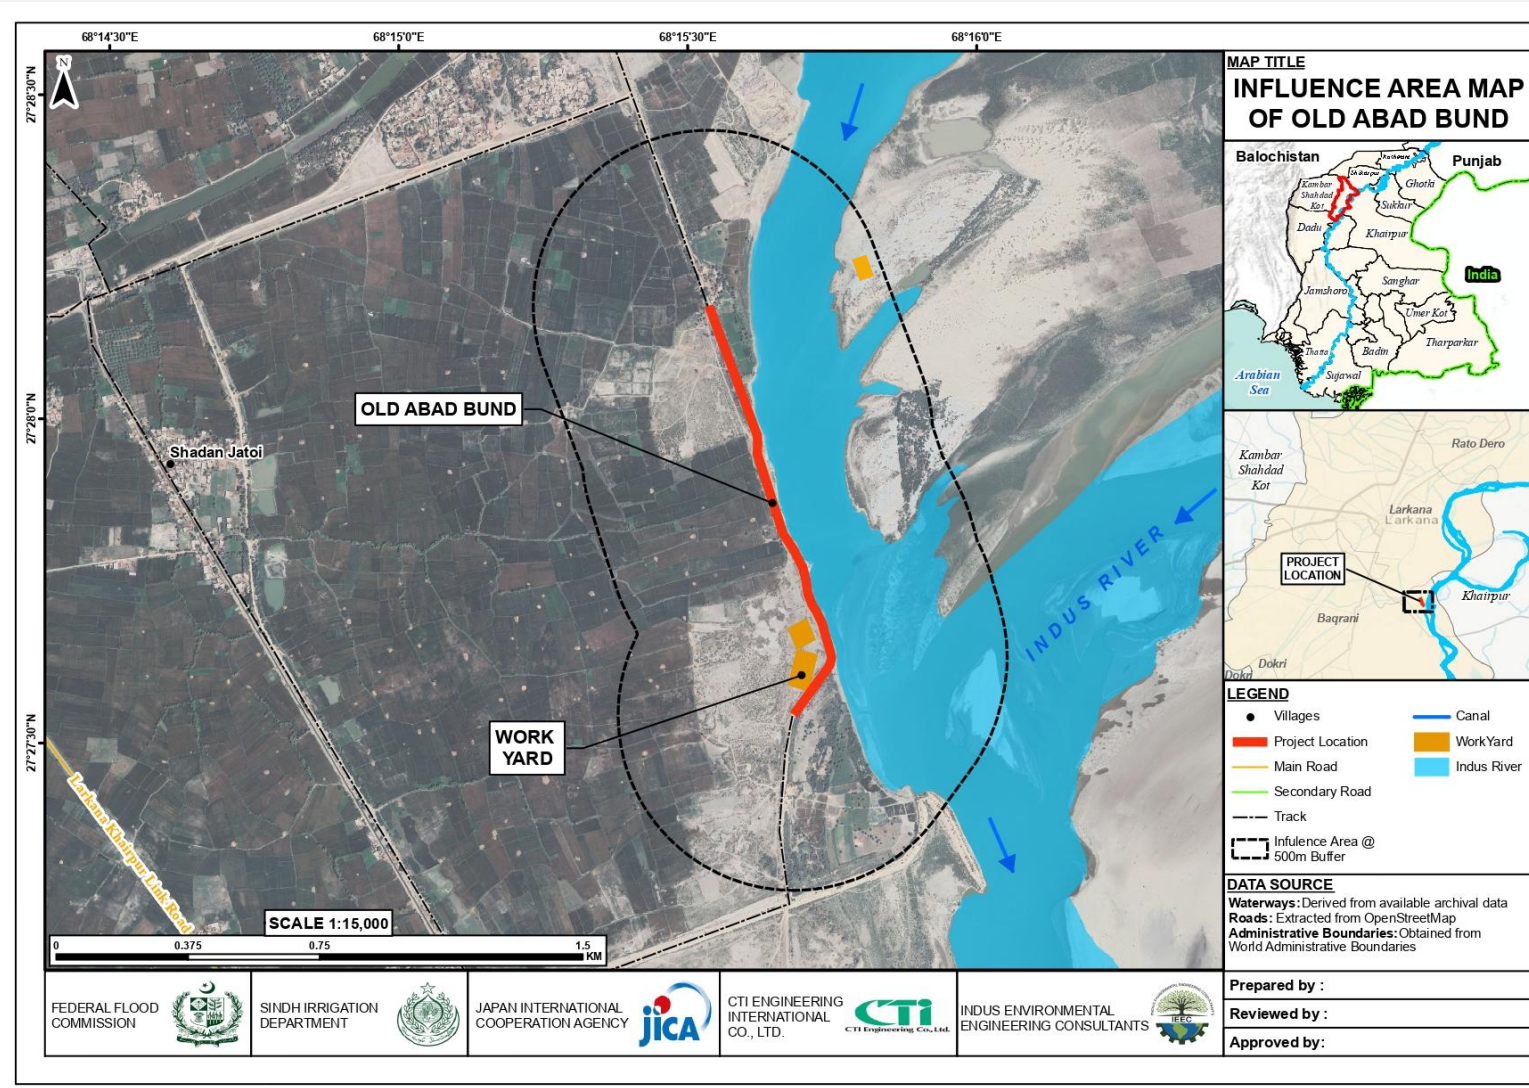 68°14'30"E
68°15'0"E
68°15'30"E
68°16'0"E
27°28'30"N
27°28'0"N
27°27'30"N
N
OLD ABAD BUND
Shadan Jatoi
WORK
YARD
INDUS RIVER
Larkana Khairpur Link Road
SCALE 1:15,000
0 0.375 0.75 1.5
KM
MAP TITLE
INFLUENCE AREA MAP
OF OLD ABAD BUND
Balochistan
Punjab
Kambar
Shahdad
Kot
Ghotki
Sukkur
Dadu
Khairpur
India
Jamshoro
Sanghar
Umer Kot
Tharparkar
Thatta
Badin
Sujawal
Arabian
Sea
Rato Dero
Kambar
Shahdad
Kot
Larkana
Larkana
PROJECT
LOCATION
Khairpur
Baqrani
Dokri
Dokri
LEGEND
Villages
Project Location
Main Road
Secondary Road
Track
Infulence Area @
500m Buffer
Canal
WorkYard
Indus River
DATA SOURCE
Waterways:Derived from available archival data
Roads: Extracted from OpenStreetMap
Administrative Boundaries:Obtained from
World Administrative Boundaries
Prepared by :
Reviewed by :
Approved by:
FEDERAL FLOOD
COMMISSION
SINDH IRRIGATION
DEPARTMENT
JAPAN INTERNATIONAL
COOPERATION AGENCY
jICA
CTI ENGINEERING
INTERNATIONAL
CO., LTD.
CTi
CTI Engineering Co.,Ltd.
INDUS ENVIRONMENTAL
ENGINEERING CONSULTANTS
IEEC